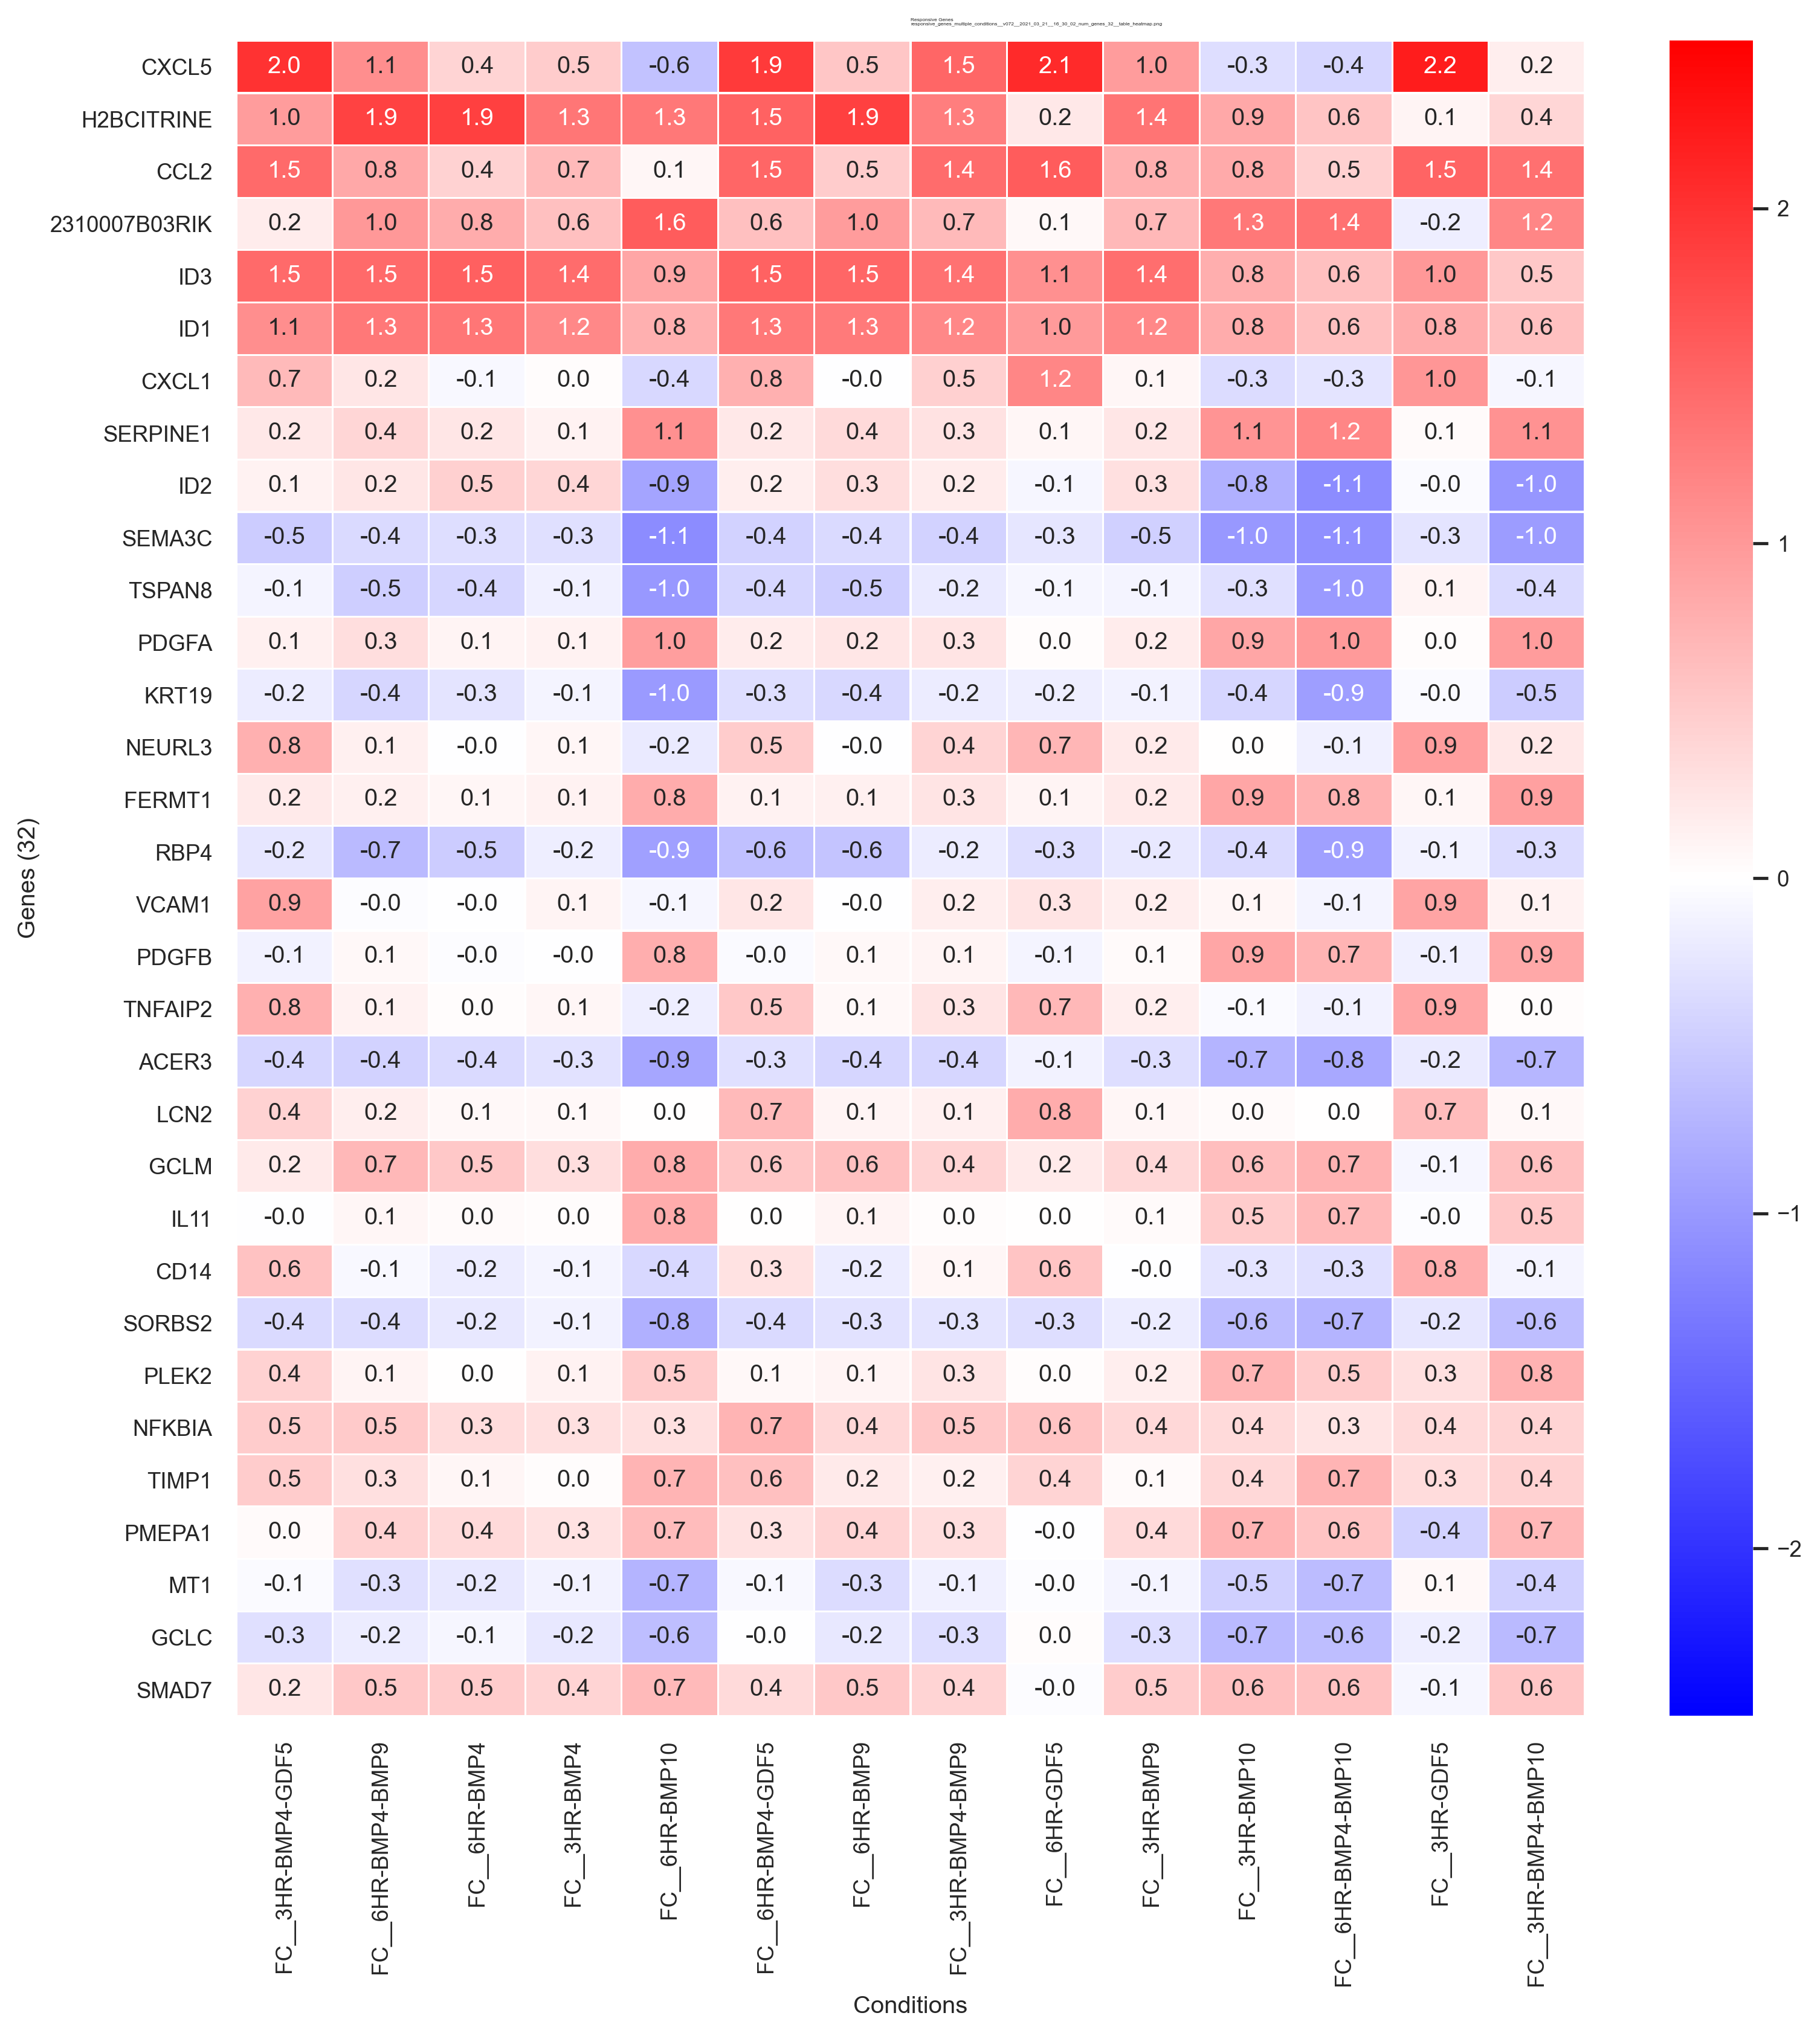 Responsive Genes
responsive_genes_multiple_conditions__v072__2021_03_21__16_30_02_num_genes_32__table_heatmap.png
CXCL5 2.0 1.1 0.4 0.5 -0.6 1.9 0.5 1.5 2.1 1.0 -0.3 -0.4 2.2 0.2
H2BCITRINE 1.0 1.9 1.9 1.3 1.3 1.5 1.9 1.3 0.2 1.4 0.9 0.6 0.1 0.4
CCL2 1.5 0.8 0.4 0.7 0.1 1.5 0.5 1.4 1.6 0.8 0.8 0.5 1.5 1.4
2310007B03RIK 0.2 1.0 0.8 0.6 1.6 0.6 1.0 0.7 0.1 0.7 1.3 1.4 -0.2 1.2
ID3 1.5 1.5 1.5 1.4 0.9 1.5 1.5 1.4 1.1 1.4 0.8 0.6 1.0 0.5
ID1 1.1 1.3 1.3 1.2 0.8 1.3 1.3 1.2 1.0 1.2 0.8 0.6 0.8 0.6
CXCL1 0.7 0.2 -0.1 0.0 -0.4 0.8 -0.0 0.5 1.2 0.1 -0.3 -0.3 1.0 -0.1
SERPINE1 0.2 0.4 0.2 0.1 1.1 0.2 0.4 0.3 0.1 0.2 1.1 1.2 0.1 1.1
ID2 0.1 0.2 0.5 0.4 -0.9 0.2 0.3 0.2 -0.1 0.3 -0.8 -1.1 -0.0 -1.0
SEMA3C -0.5 -0.4 -0.3 -0.3 -1.1 -0.4 -0.4 -0.4 -0.3 -0.5 -1.0 -1.1 -0.3 -1.0
TSPAN8 -0.1 -0.5 -0.4 -0.1 -1.0 -0.4 -0.5 -0.2 -0.1 -0.1 -0.3 -1.0 0.1 -0.4
PDGFA 0.1 0.3 0.1 0.1 1.0 0.2 0.2 0.3 0.0 0.2 0.9 1.0 0.0 1.0
KRT19 -0.2 -0.4 -0.3 -0.1 -1.0 -0.3 -0.4 -0.2 -0.2 -0.1 -0.4 -0.9 -0.0 -0.5
NEURL3 0.8 0.1 -0.0 0.1 -0.2 0.5 -0.0 0.4 0.7 0.2 0.0 -0.1 0.9 0.2
FERMT1 0.2 0.2 0.1 0.1 0.8 0.1 0.1 0.3 0.1 0.2 0.9 0.8 0.1 0.9
RBP4 -0.2 -0.7 -0.5 -0.2 -0.9 -0.6 -0.6 -0.2 -0.3 -0.2 -0.4 -0.9 -0.1 -0.3
VCAM1 0.9 -0.0 -0.0 0.1 -0.1 0.2 -0.0 0.2 0.3 0.2 0.1 -0.1 0.9 0.1
PDGFB -0.1 0.1 -0.0 -0.0 0.8 -0.0 0.1 0.1 -0.1 0.1 0.9 0.7 -0.1 0.9
TNFAIP2 0.8 0.1 0.0 0.1 -0.2 0.5 0.1 0.3 0.7 0.2 -0.1 -0.1 0.9 0.0
ACER3 -0.4 -0.4 -0.4 -0.3 -0.9 -0.3 -0.4 -0.4 -0.1 -0.3 -0.7 -0.8 -0.2 -0.7
LCN2 0.4 0.2 0.1 0.1 0.0 0.7 0.1 0.1 0.8 0.1 0.0 0.0 0.7 0.1
GCLM 0.2 0.7 0.5 0.3 0.8 0.6 0.6 0.4 0.2 0.4 0.6 0.7 -0.1 0.6
IL11 -0.0 0.1 0.0 0.0 0.8 0.0 0.1 0.0 0.0 0.1 0.5 0.7 -0.0 0.5
CD14 0.6 -0.1 -0.2 -0.1 -0.4 0.3 -0.2 0.1 0.6 -0.0 -0.3 -0.3 0.8 -0.1
SORBS2 -0.4 -0.4 -0.2 -0.1 -0.8 -0.4 -0.3 -0.3 -0.3 -0.2 -0.6 -0.7 -0.2 -0.6
PLEK2 0.4 0.1 0.0 0.1 0.5 0.1 0.1 0.3 0.0 0.2 0.7 0.5 0.3 0.8
NFKBIA 0.5 0.5 0.3 0.3 0.3 0.7 0.4 0.5 0.6 0.4 0.4 0.3 0.4 0.4
TIMP1 0.5 0.3 0.1 0.0 0.7 0.6 0.2 0.2 0.4 0.1 0.4 0.7 0.3 0.4
PMEPA1 0.0 0.4 0.4 0.3 0.7 0.3 0.4 0.3 -0.0 0.4 0.7 0.6 -0.4 0.7
MT1 -0.1 -0.3 -0.2 -0.1 -0.7 -0.1 -0.3 -0.1 -0.0 -0.1 -0.5 -0.7 0.1 -0.4
GCLC -0.3 -0.2 -0.1 -0.2 -0.6 -0.0 -0.2 -0.3 0.0 -0.3 -0.7 -0.6 -0.2 -0.7
SMAD7 0.2 0.5 0.5 0.4 0.7 0.4 0.5 0.4 -0.0 0.5 0.6 0.6 -0.1 0.6
Genes (32)
FC__3HR-BMP4-GDF5
FC__6HR-BMP4-BMP9
FC__6HR-BMP4
FC__3HR-BMP4
FC__6HR-BMP10
FC__6HR-BMP4-GDF5
FC__6HR-BMP9
FC__3HR-BMP4-BMP9
FC__6HR-GDF5
FC__3HR-BMP9
FC__3HR-BMP10
FC__6HR-BMP4-BMP10
FC__3HR-GDF5
FC__3HR-BMP4-BMP10
Conditions
2
1
0
−1
−2